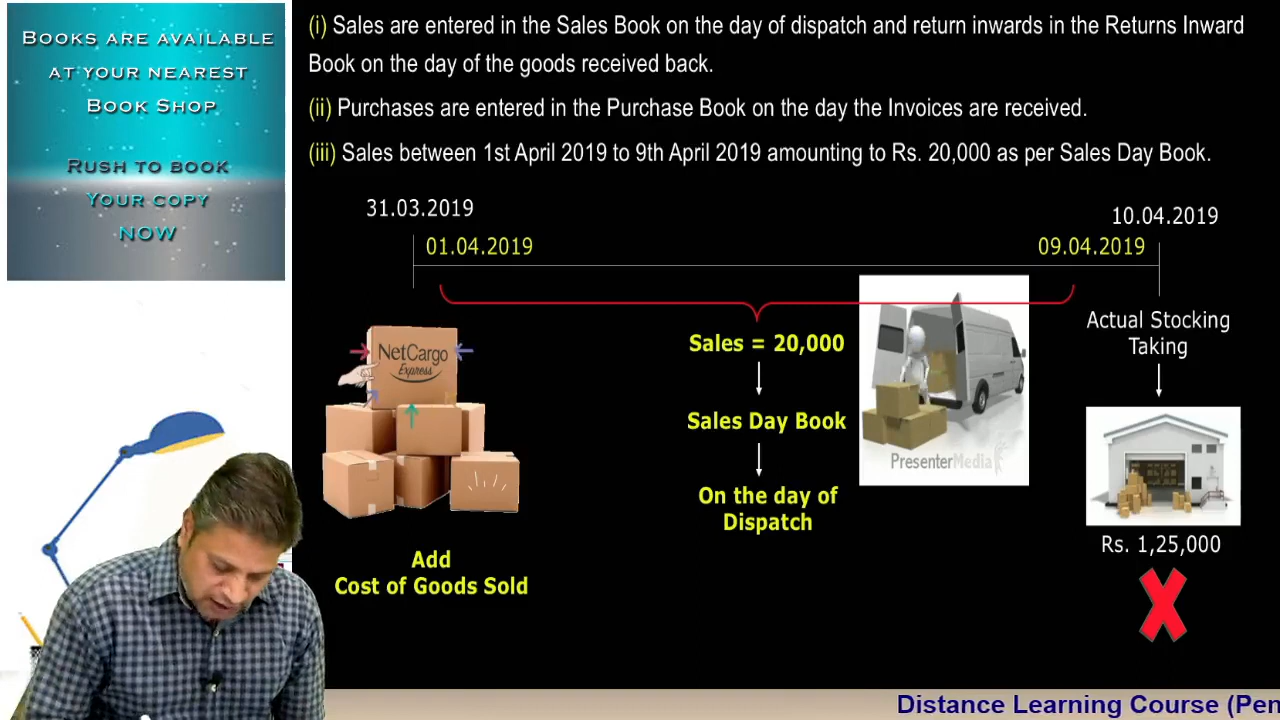 BOOKS ARE AVAILABLE
AT YOUR NEAREST
BOOK SHOP
RUSH TO BOOK
YOUR COPY
NOW
(i) Sales are entered in the Sales Book on the day of dispatch and return inwards in the Returns Inward
Book on the day of the goods received back.
(ii) Purchases are entered in the Purchase Book on the day the Invoices are received.
(iii) Sales between 1st April 2019 to 9th April 2019 amounting to Rs. 20,000 as per Sales Day Book.
31.03.2019
10.04.2019
01.04.2019
09.04.2019
NetCargo
Express
Sales = 20,000
Sales Day Book
On the day of
Dispatch
PresenterMedia
Actual Stocking
Taking
Rs. 1,25,000
Add
Cost of Goods Sold
Distance Learning Course (Pen